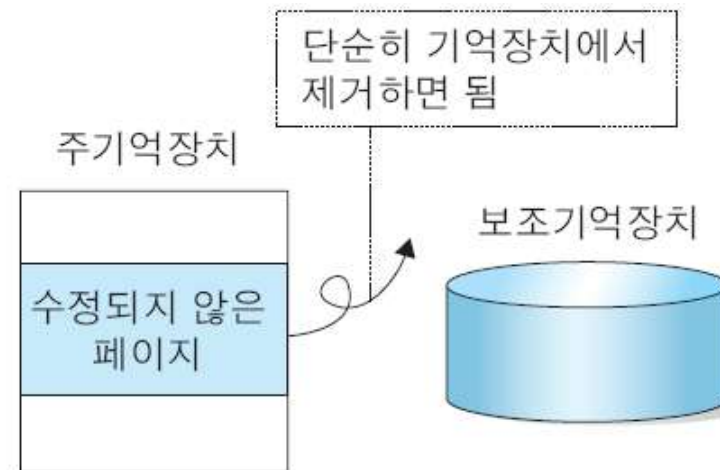 단순히 기억장치에서
제거하면 됨
주기억장치
보조기억장치
수정되지 않은
페이지